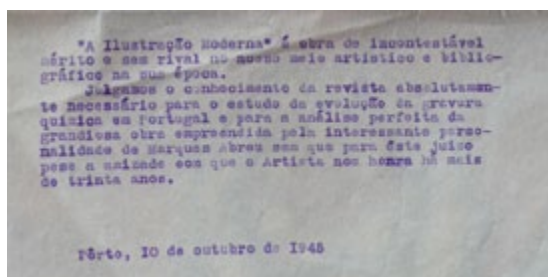 "A Ilustração Moderna" é obra de incontestável
mérito e sem rival no nosso meio artistico e biblio-
gráfico na sua época.
Julgamos o conhecimento da revista absolutamen-
te necessário para o estudo da evolução da gravura
quimica em Portugal e para a análise perfeita da
grandiosa obra empreendida pela interessante perso-
nalidade de Marques Abreu sem que para êste juizo
pese a amizade com que o Artista nos honra há mais
de trinta anos.
Pôrto, 10 de outubro de 1945